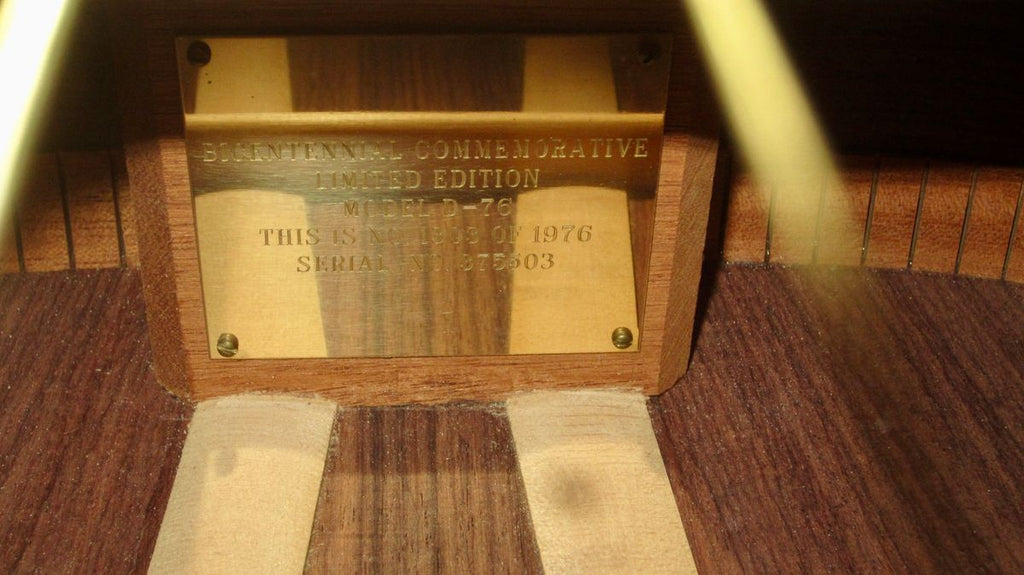 BICENTENNIAL COMMEMORATIVE
LIMITED EDITION
MODEL D-76
THIS IS NO. OF 1976
SERIAL NO.